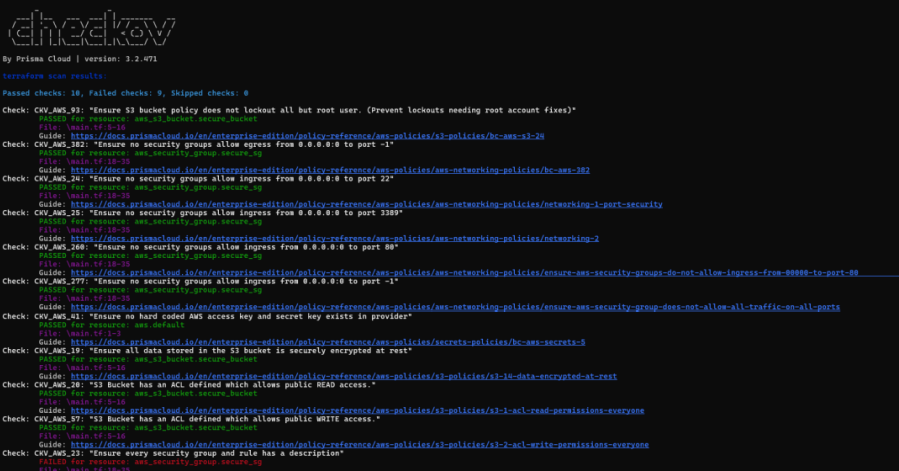 checkov
By Prisma Cloud | version: 3.2.471
terraform scan results:
Passed checks: 10, Failed checks: 9, Skipped checks: 0
Check: CKV_AWS_93: "Ensure S3 bucket policy does not lockout all but root user. (Prevent lockouts needing root account fixes)"
PASSED for resource: aws_s3_bucket.secure_bucket
File: \main.tf:5-16
Guide: https://docs.prismacloud.io/en/enterprise-edition/policy-reference/aws-policies/s3-policies/bc-aws-s3-24
Check: CKV_AWS_382: "Ensure no security groups allow egress from 0.0.0.0:0 to port -1"
PASSED for resource: aws_security_group.secure_sg
File: \main.tf:18-35
Guide: https://docs.prismacloud.io/en/enterprise-edition/policy-reference/aws-policies/aws-networking-policies/bc-aws-382
Check: CKV_AWS_24: "Ensure no security groups allow ingress from 0.0.0.0:0 to port 22"
PASSED for resource: aws_security_group.secure_sg
File: \main.tf:18-35
Guide: https://docs.prismacloud.io/en/enterprise-edition/policy-reference/aws-policies/aws-networking-policies/networking-1-port-security
Check: CKV_AWS_25: "Ensure no security groups allow ingress from 0.0.0.0:0 to port 3389"
PASSED for resource: aws_security_group.secure_sg
File: \main.tf:18-35
Guide: https://docs.prismacloud.io/en/enterprise-edition/policy-reference/aws-policies/aws-networking-policies/networking-2
Check: CKV_AWS_260: "Ensure no security groups allow ingress from 0.0.0.0:0 to port 80"
PASSED for resource: aws_security_group.secure_sg
File: \main.tf:18-35
Guide: https://docs.prismacloud.io/en/enterprise-edition/policy-reference/aws-policies/aws-networking-policies/ensure-aws-security-groups-do-not-allow-ingress-from-00000-to-port-80
Check: CKV_AWS_277: "Ensure no security groups allow ingress from 0.0.0.0:0 to port -1"
PASSED for resource: aws_security_group.secure_sg
File: \main.tf:18-35
Guide: https://docs.prismacloud.io/en/enterprise-edition/policy-reference/aws-policies/aws-networking-policies/ensure-aws-security-group-does-not-allow-all-traffic-on-all-ports
Check: CKV_AWS_41: "Ensure no hard coded AWS access key and secret key exists in provider"
PASSED for resource: aws.default
File: \main.tf:1-3
Guide: https://docs.prismacloud.io/en/enterprise-edition/policy-reference/aws-policies/secrets-policies/bc-aws-secrets-5
Check: CKV_AWS_19: "Ensure all data stored in the S3 bucket is securely encrypted at rest"
PASSED for resource: aws_s3_bucket.secure_bucket
File: \main.tf:5-16
Guide: https://docs.prismacloud.io/en/enterprise-edition/policy-reference/aws-policies/s3-policies/s3-14-data-encrypted-at-rest
Check: CKV_AWS_20: "S3 Bucket has an ACL defined which allows public READ access."
PASSED for resource: aws_s3_bucket.secure_bucket
File: \main.tf:5-16
Guide: https://docs.prismacloud.io/en/enterprise-edition/policy-reference/aws-policies/s3-policies/s3-1-acl-read-permissions-everyone
Check: CKV_AWS_57: "S3 Bucket has an ACL defined which allows public WRITE access."
PASSED for resource: aws_s3_bucket.secure_bucket
File: \main.tf:5-16
Guide: https://docs.prismacloud.io/en/enterprise-edition/policy-reference/aws-policies/s3-policies/s3-2-acl-write-permissions-everyone
Check: CKV_AWS_23: "Ensure every security group and rule has a description"
FAILED for resource: aws_security_group.secure_sg
File: \main.tf:18-35